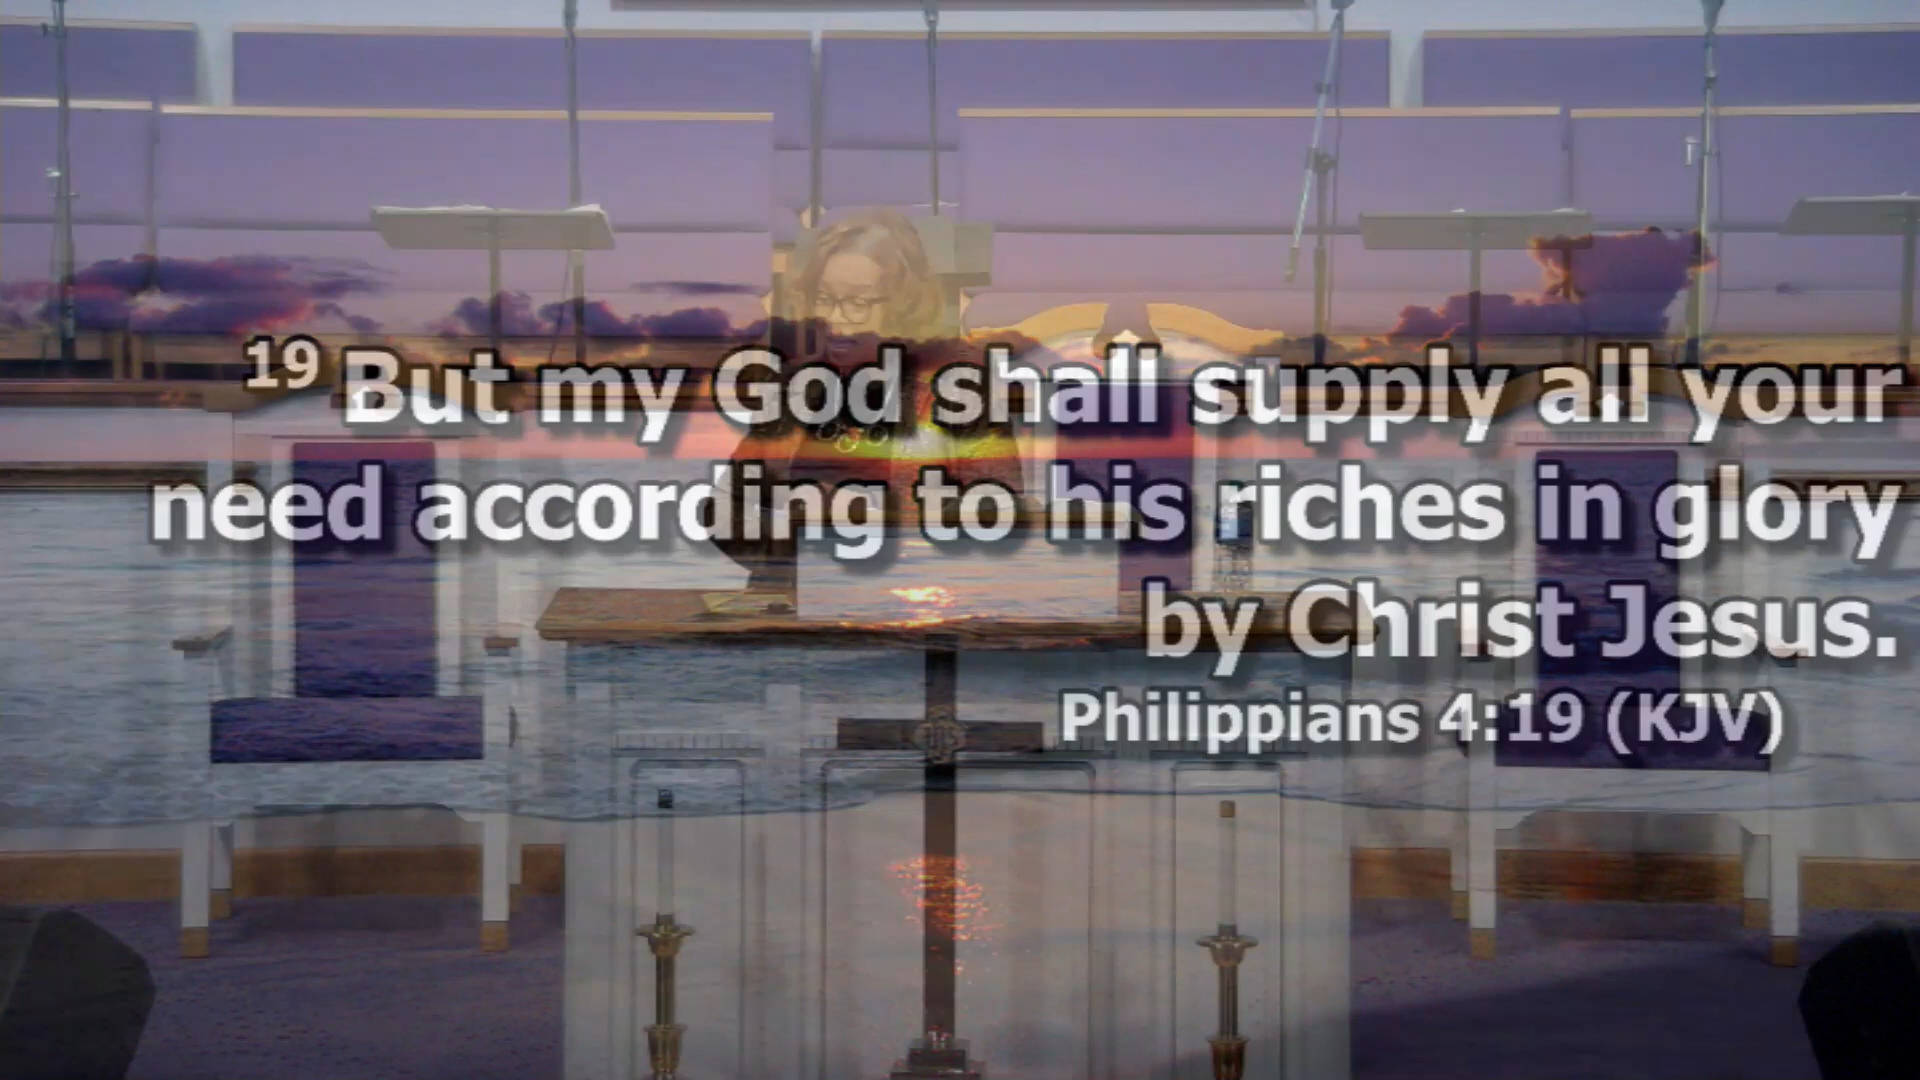 19 But my God shall supply all your
need according to his riches in glory
by Christ Jesus.
Philippians 4:19 (KJV)